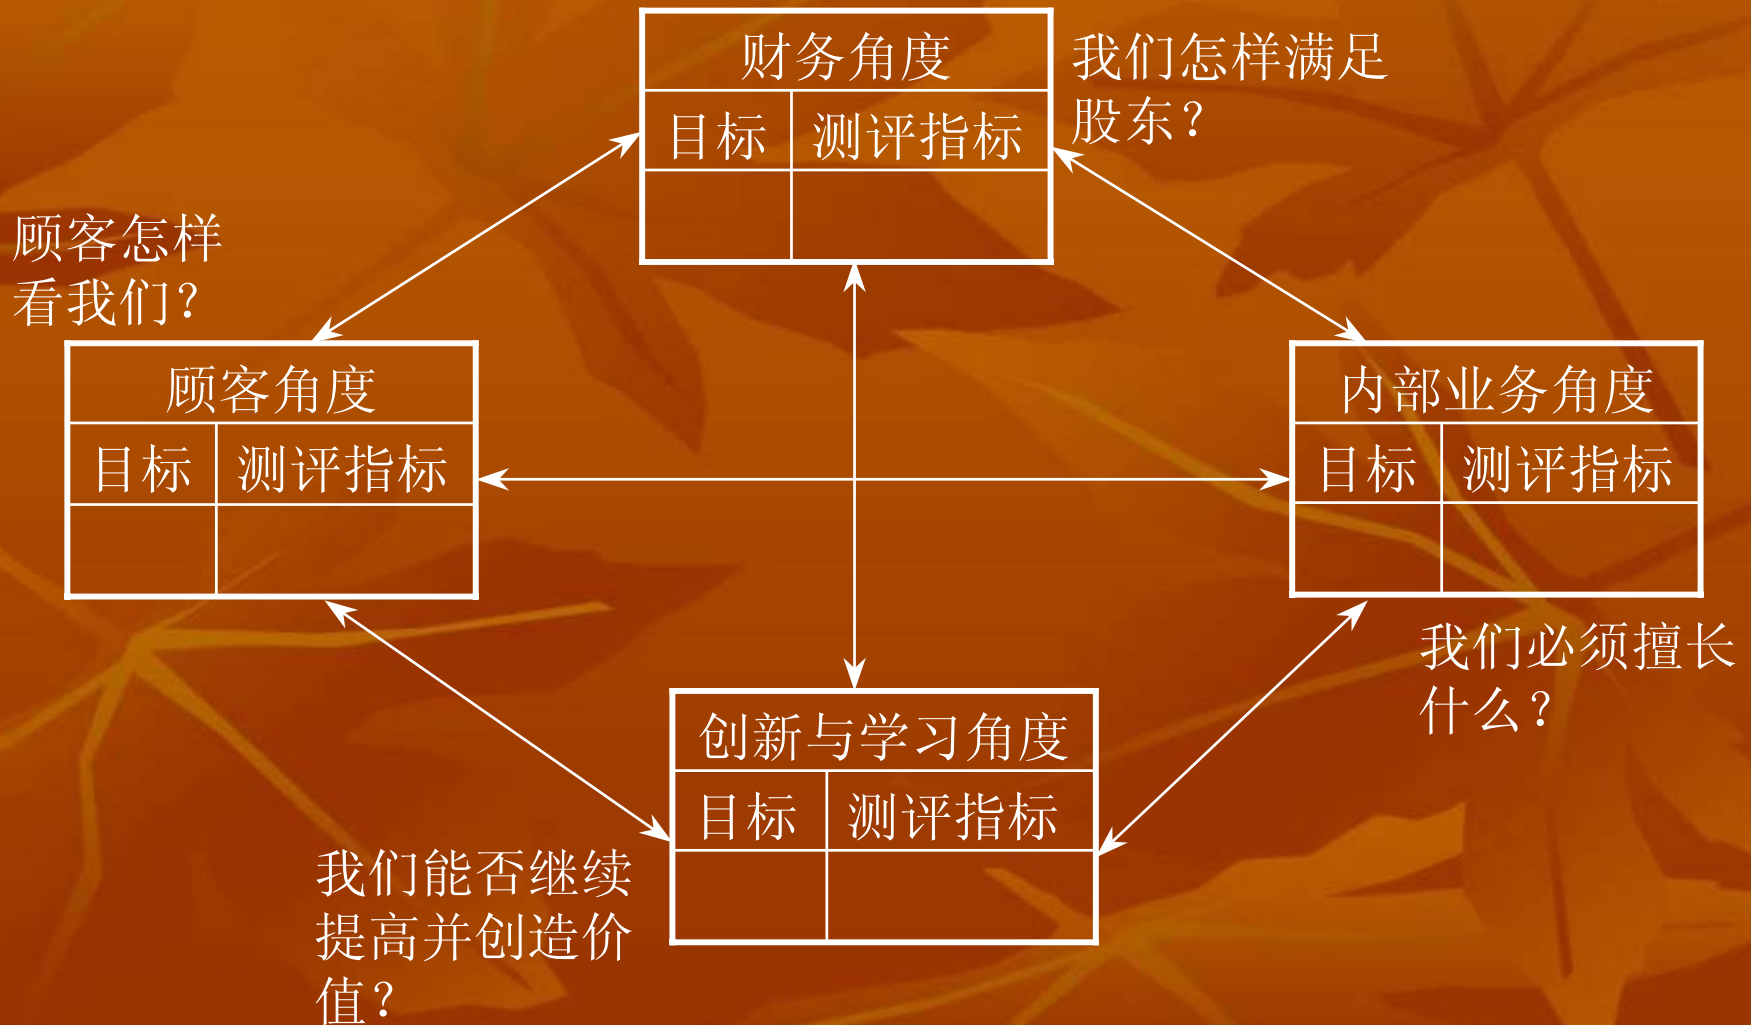 财务角度
目标 测评指标
我们怎样满足
股东？
顾客怎样
看我们？
顾客角度
目标 测评指标
内部业务角度
目标 测评指标
我们必须擅长
什么？
创新与学习角度
目标 测评指标
我们能否继续
提高并创造价
值？